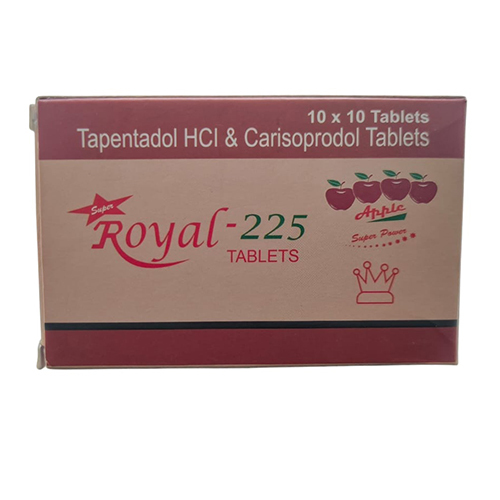 10 x 10 Tablets
Tapentadol HCl & Carisoprodol Tablets
Super
Royal-225
TABLETS
Apple
Super Power